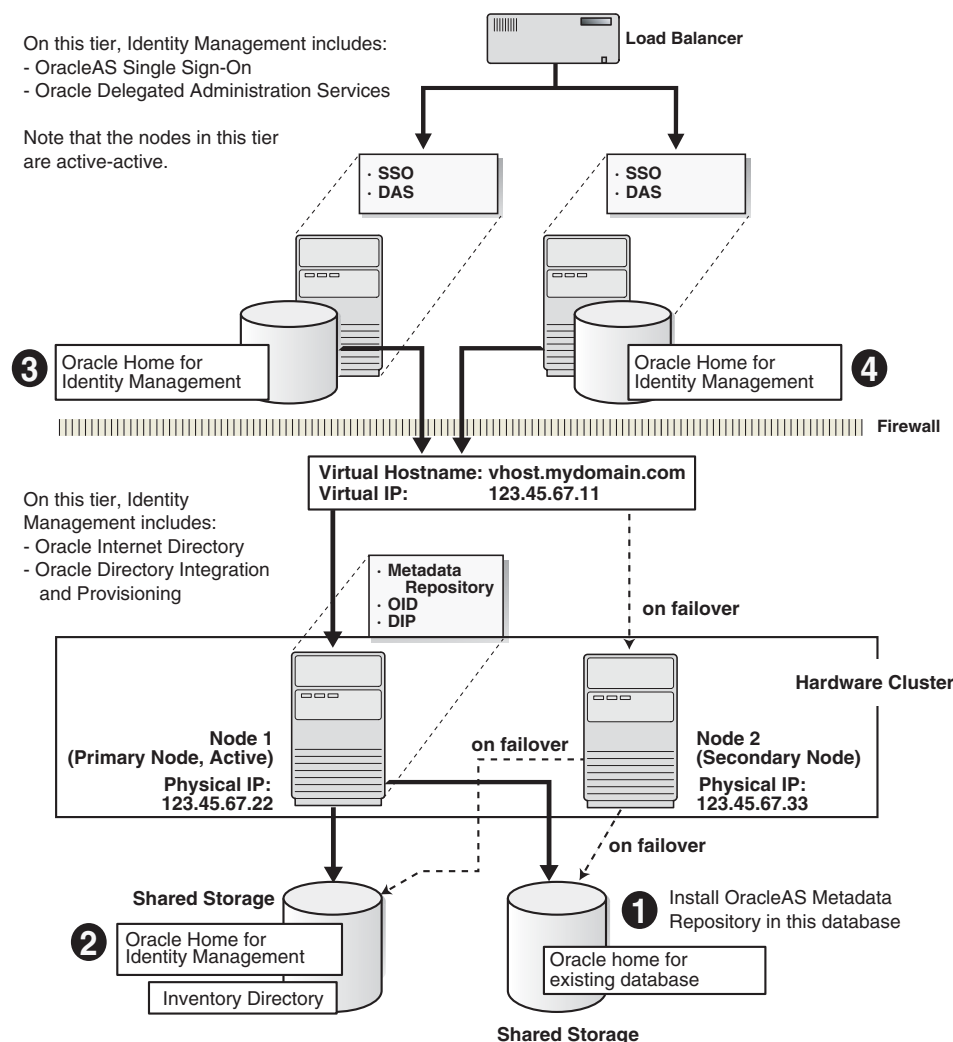 On this tier, Identity Management includes:
- OracleAS Single Sign-On
- Oracle Delegated Administration Services
Note that the nodes in this tier
are active-active.
Load Balancer
· SSO
· DAS
· SSO
· DAS
3
Oracle Home for
Identity Management
Oracle Home for
Identity Management
4
Firewall
Virtual Hostname: vhost.mydomain.com
Virtual IP: 123.45.67.11
On this tier, Identity
Management includes:
- Oracle Internet Directory
- Oracle Directory Integration
and Provisioning
· Metadata
Repository
· OID
· DIP
on failover
Hardware Cluster
Node 1
(Primary Node, Active)
Physical IP:
123.45.67.22
on failover
Node 2
(Secondary Node)
Physical IP:
123.45.67.33
on failover
Shared Storage
2
Oracle Home for
Identity Management
Inventory Directory
1
Install OracleAS Metadata
Repository in this database
Oracle home for
existing database
Shared Storage